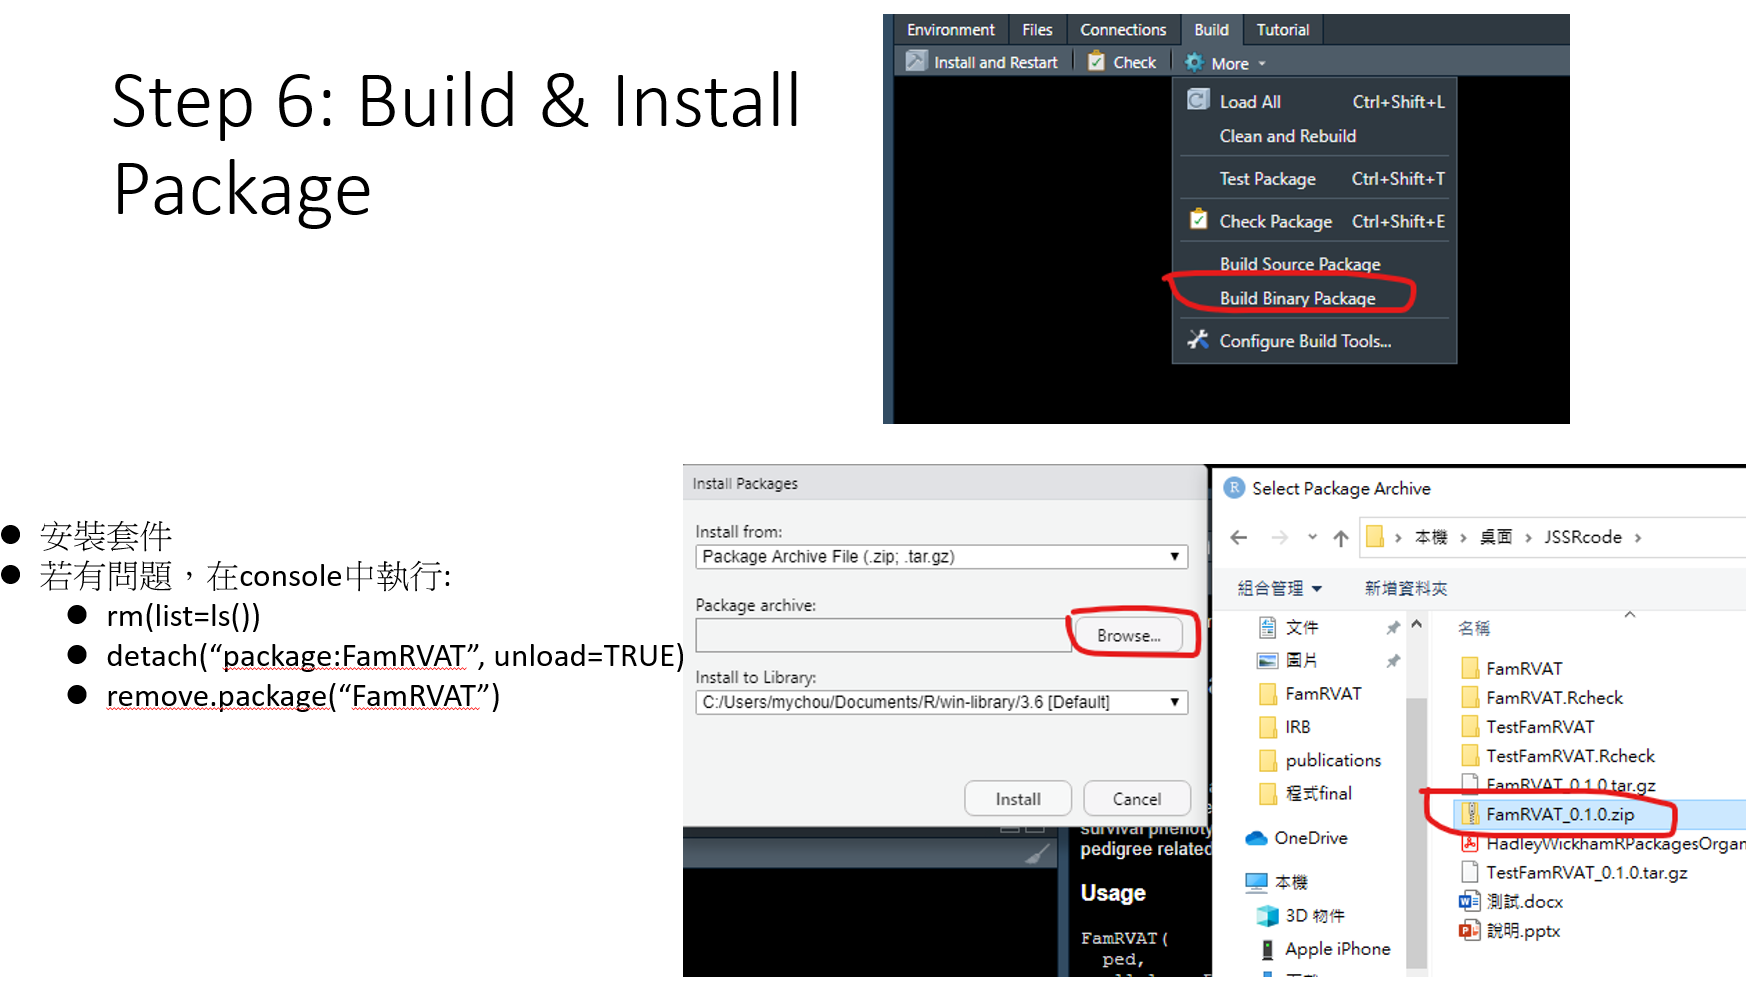 Step 6: Build & Install
Package
Environment Files Connections Build Tutorial
Install and Restart Check More
Load All Ctrl+Shift+L
Clean and Rebuild
Test Package Ctrl+Shift+T
Check Package Ctrl+Shift+E
Build Source Package
Build Binary Package
Configure Build Tools...
● 安裝套件
● 若有問題，在console中執行:
● rm(list=ls())
● detach(“package:FamRVAT”, unload=TRUE)
● remove.package(“FamRVAT”)
Install Packages
Install from:
Package Archive File (.zip; .tar.gz)
Package archive:
Browse...
Install to Library:
C:/Users/mychou/Documents/R/win-library/3.6 [Default]
Install Cancel
survival phenoty
pedigree related
Usage
FamRVAT(
ped,
R Select Package Archive
本機 › 桌面 › JSSRcode ›
組合管理 新增資料夾
文件
圖片
FamRVAT
IRB
publications
程式final
OneDrive
本機
3D 物件
Apple iPhone
名稱
FamRVAT
FamRVAT.Rcheck
TestFamRVAT
TestFamRVAT.Rcheck
FamRVAT_0.1.0.tar.gz
FamRVAT_0.1.0.zip
HadleyWickhamRPackagesOrgan
TestFamRVAT_0.1.0.tar.gz
測試.docx
說明.pptx